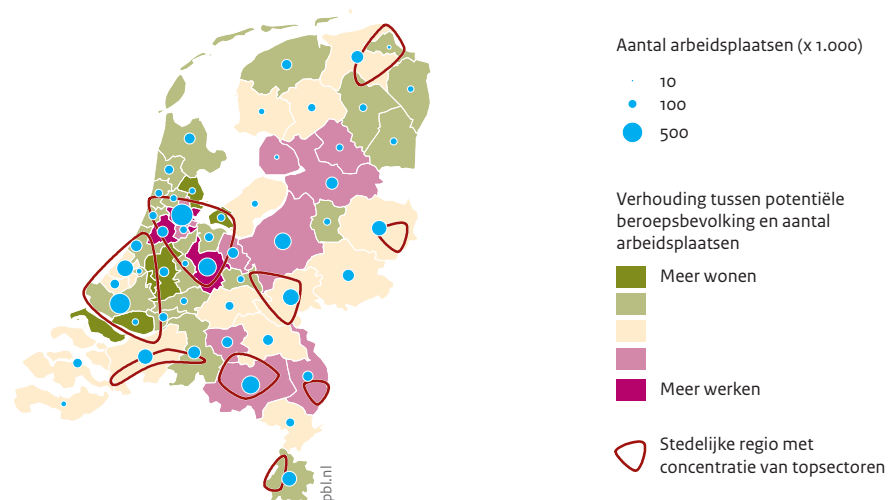 Aantal arbeidsplaatsen (x 1.000)
10
100
500
Verhouding tussen potentiële
beroepsbevolking en aantal
arbeidsplaatsen
Meer wonen
Meer werken
Stedelijke regio met
concentratie van topsectoren
pbl.nl